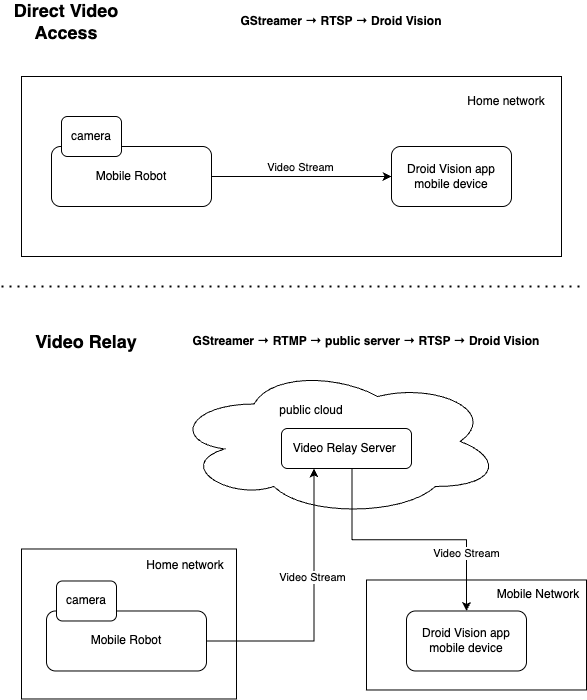 Direct Video
Access
GStreamer → RTSP → Droid Vision
Home network
camera
Mobile Robot
Video Stream
Droid Vision app
mobile device
Video Relay
GStreamer → RTMP → public server → RTSP → Droid Vision
public cloud
Video Relay Server
Video Stream
Home network
Video Stream
camera
Mobile Robot
Mobile Network
Droid Vision app
mobile device